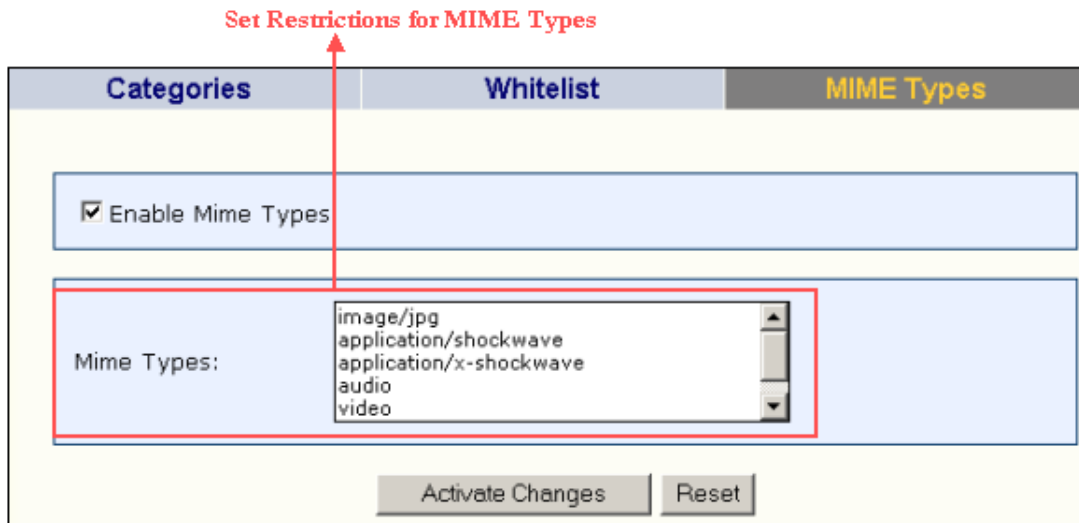 Set Restrictions for MIME Types
Categories Whitelist MIME Types
Enable Mime Types
Mime Types:
image/jpg
application/shockwave
application/x-shockwave
audio
video
Activate Changes Reset